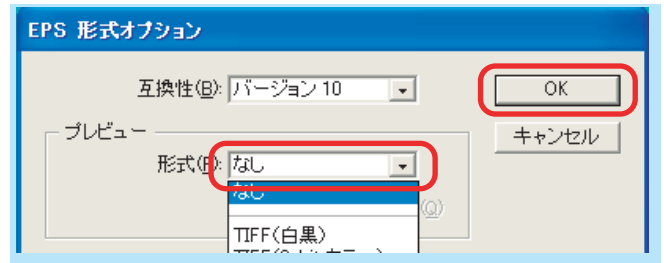 EPS 形式オプション
互換性(B): バージョン 10
OK
キャンセル
プレビュー
形式(F): なし
なし
(Q)
TIFF(白黒)